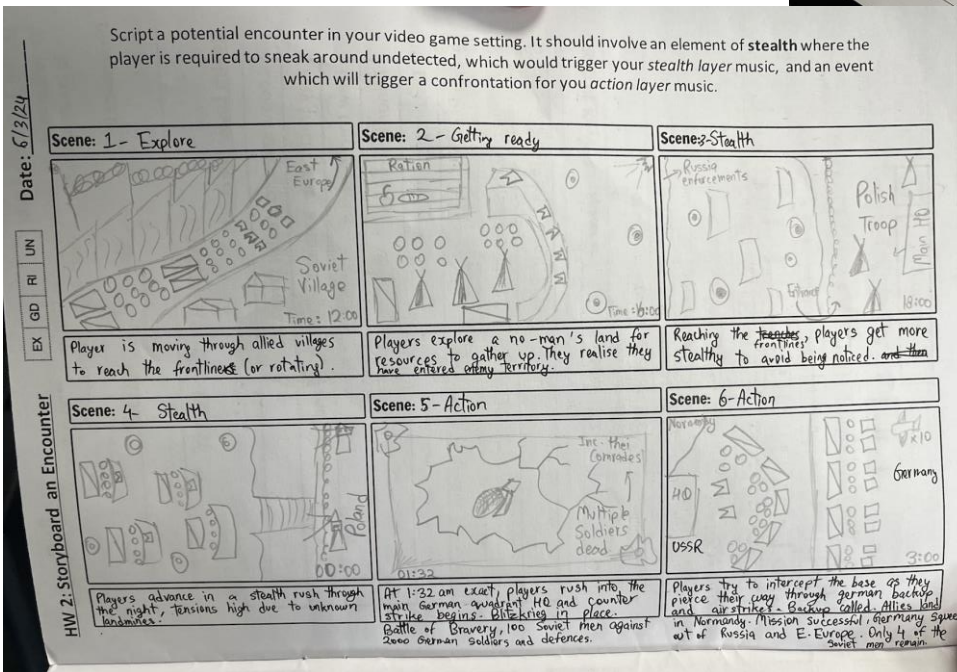 Script a potential encounter in your video game setting. It should involve an element of stealth where the
player is required to sneak around undetected, which would trigger your stealth layer music, and an event
which will trigger a confrontation for you action layer music.
Date: 6/3/24
EX GD RI UN
HW 2: Storyboard an Encounter
Scene: 1- Explore
East
Europe
Soviet
Village
Time: 12:00
Player is moving through allied villages
to reach the frontlines (or rotating).
Scene: 2 - Getting ready
Ration
Players explore a no-man's land for
resources to gather up. They realise they
have entered enemy territory.
Scene: 3-Stealth
Russia
enforcements
Polish
Troop
18:00
Reaching the trenches, players get more
frontlines
stealthy to avoid being noticed. and then
Scene: 4- Stealth
Poland
00:00
Players advance in a stealth rush through
the night, tensions high due to unknown
landmines.
Scene: 5 - Action
Inc. their
Comrades
Multiple
Soldiers
dead
01:32
At 1:32 am exact, players rush into the
main German quadrant HQ and counter
strike begins. Blitzkrieg in place.
Battle of Bravery, 100 Soviet men against
2000 German soldiers and defences.
Scene: 6-Action
Normandy
x10
Germany
HQ
USSR
3:00
Players try to intercept the base as they
pierce their way through german backup
and airstrikes. Backup called. Allies land
in Normandy. Mission Successful, Germany
out of Russia and E. Europe. Only 4 of the
Soviet men remain.